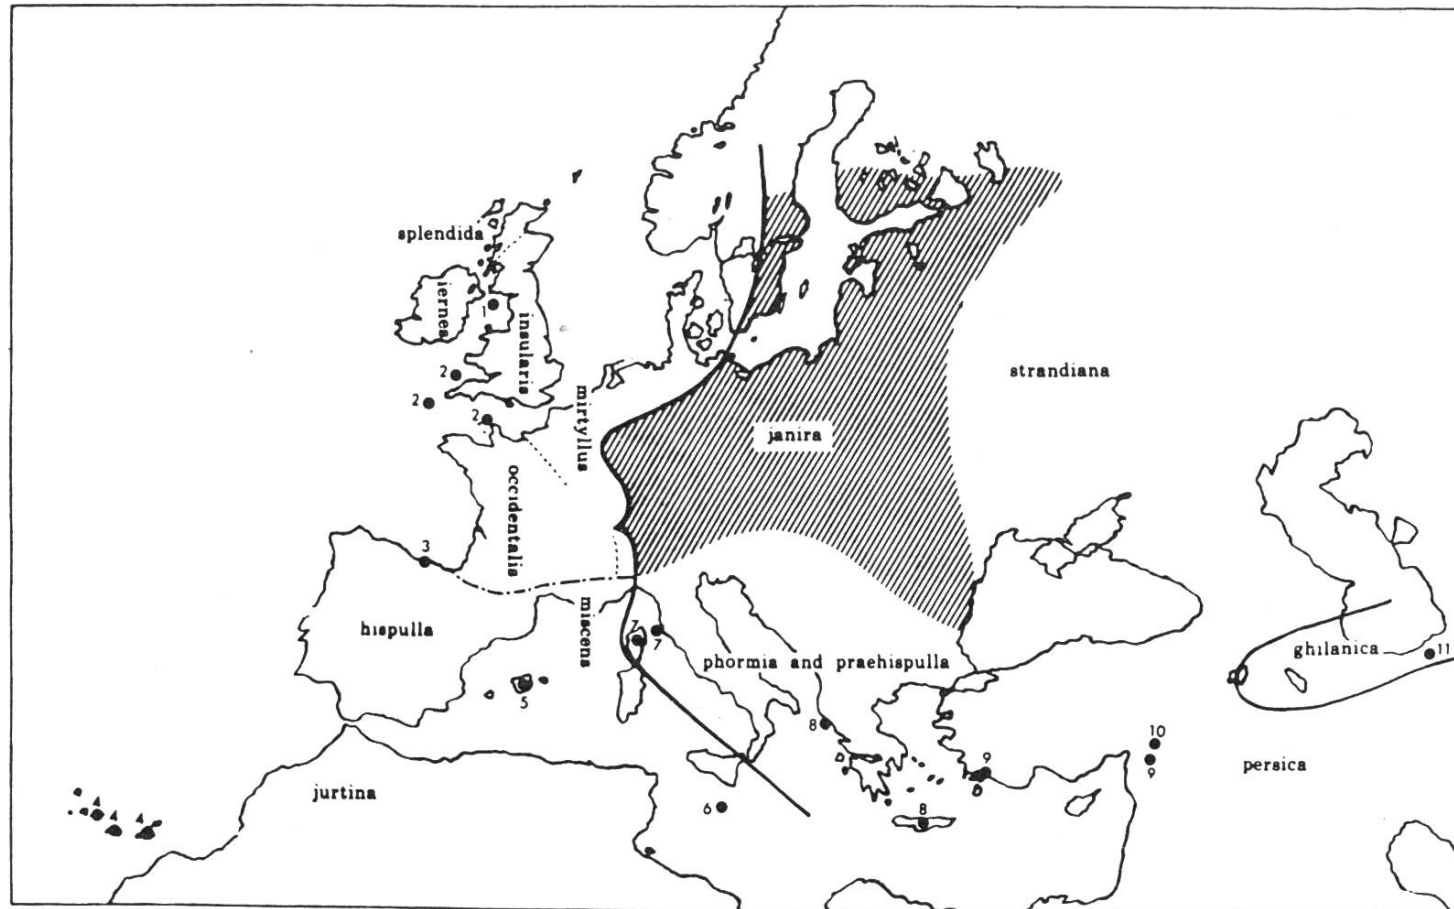 splendida
iernea
1
insularis
2
2
2
mirtyllus
strandiana
janira
occidentalis
3
hispulla
miscens
7
7
phormia and praehispulla
ghilanica
11
5
8
10
9
9
persica
jurtina
4
4
4
6
8